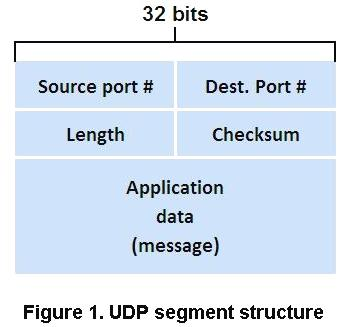 32 bits
Source port # Dest. Port #
Length Checksum
Application
data
(message)
Figure 1. UDP segment structure